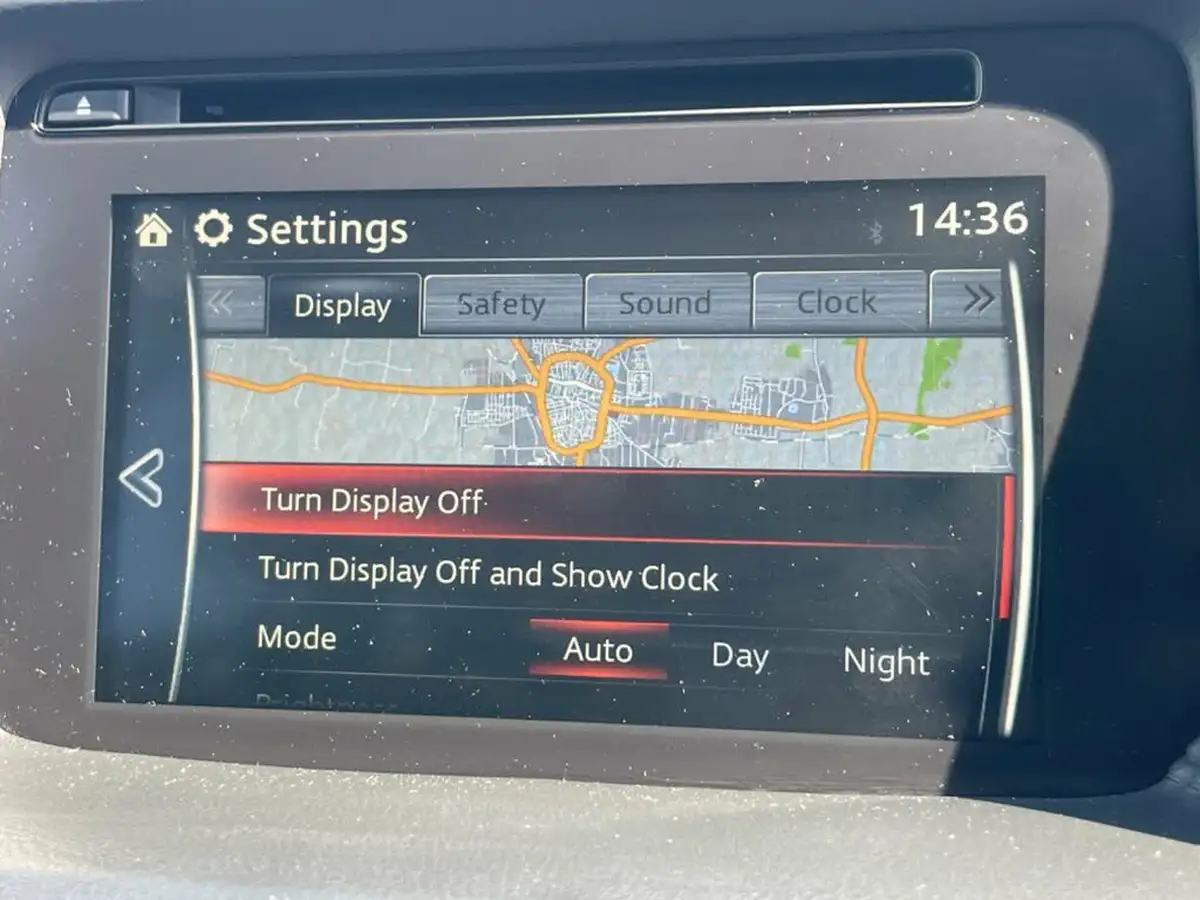 Settings
14:36
Display Safety Sound Clock
Turn Display Off
Turn Display Off and Show Clock
Mode Auto Day Night
Brightness